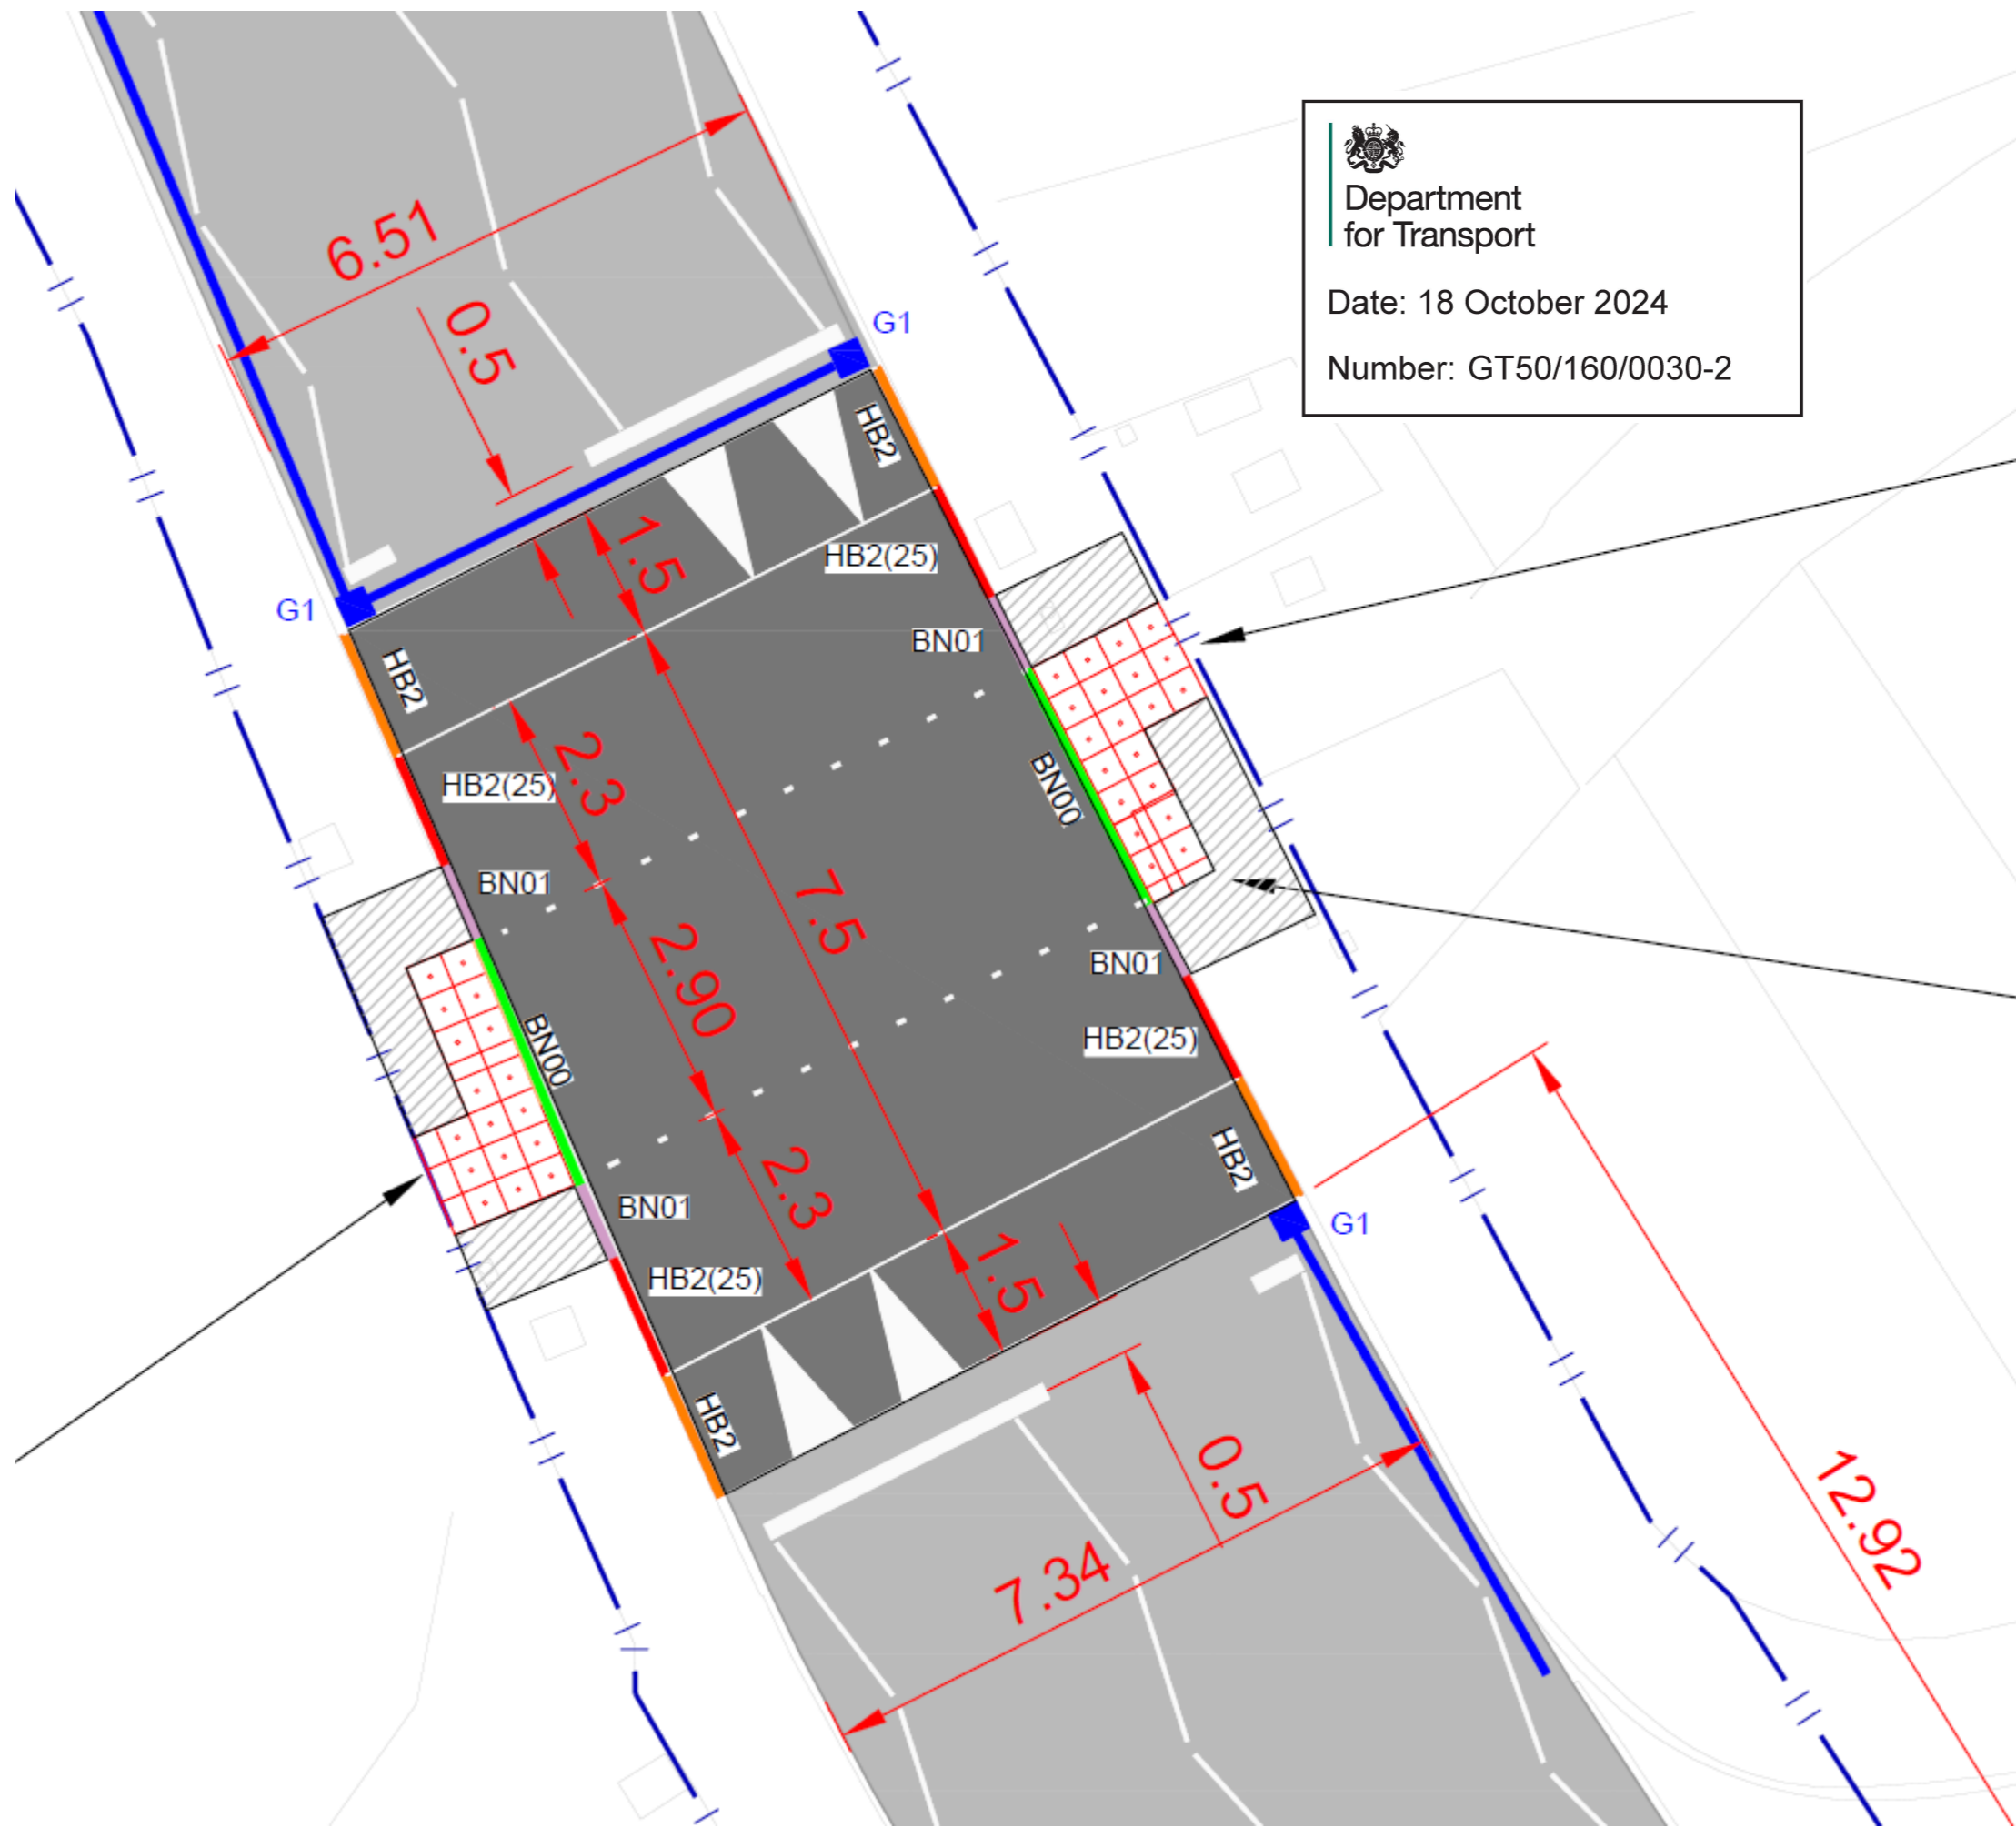 Department
for Transport
Date: 18 October 2024
Number: GT50/160/0030-2
6.51
0.5
G1
HB2
1.5
HB2(25)
G1
BN01
HB2
2.3
HB2(25)
BN00
7.5
BN01
2.90
BN01
HB2(25)
BN00
HB2
2.3
BN01
G1
1.5
HB2(25)
HB2
0.5
12.92
7.34